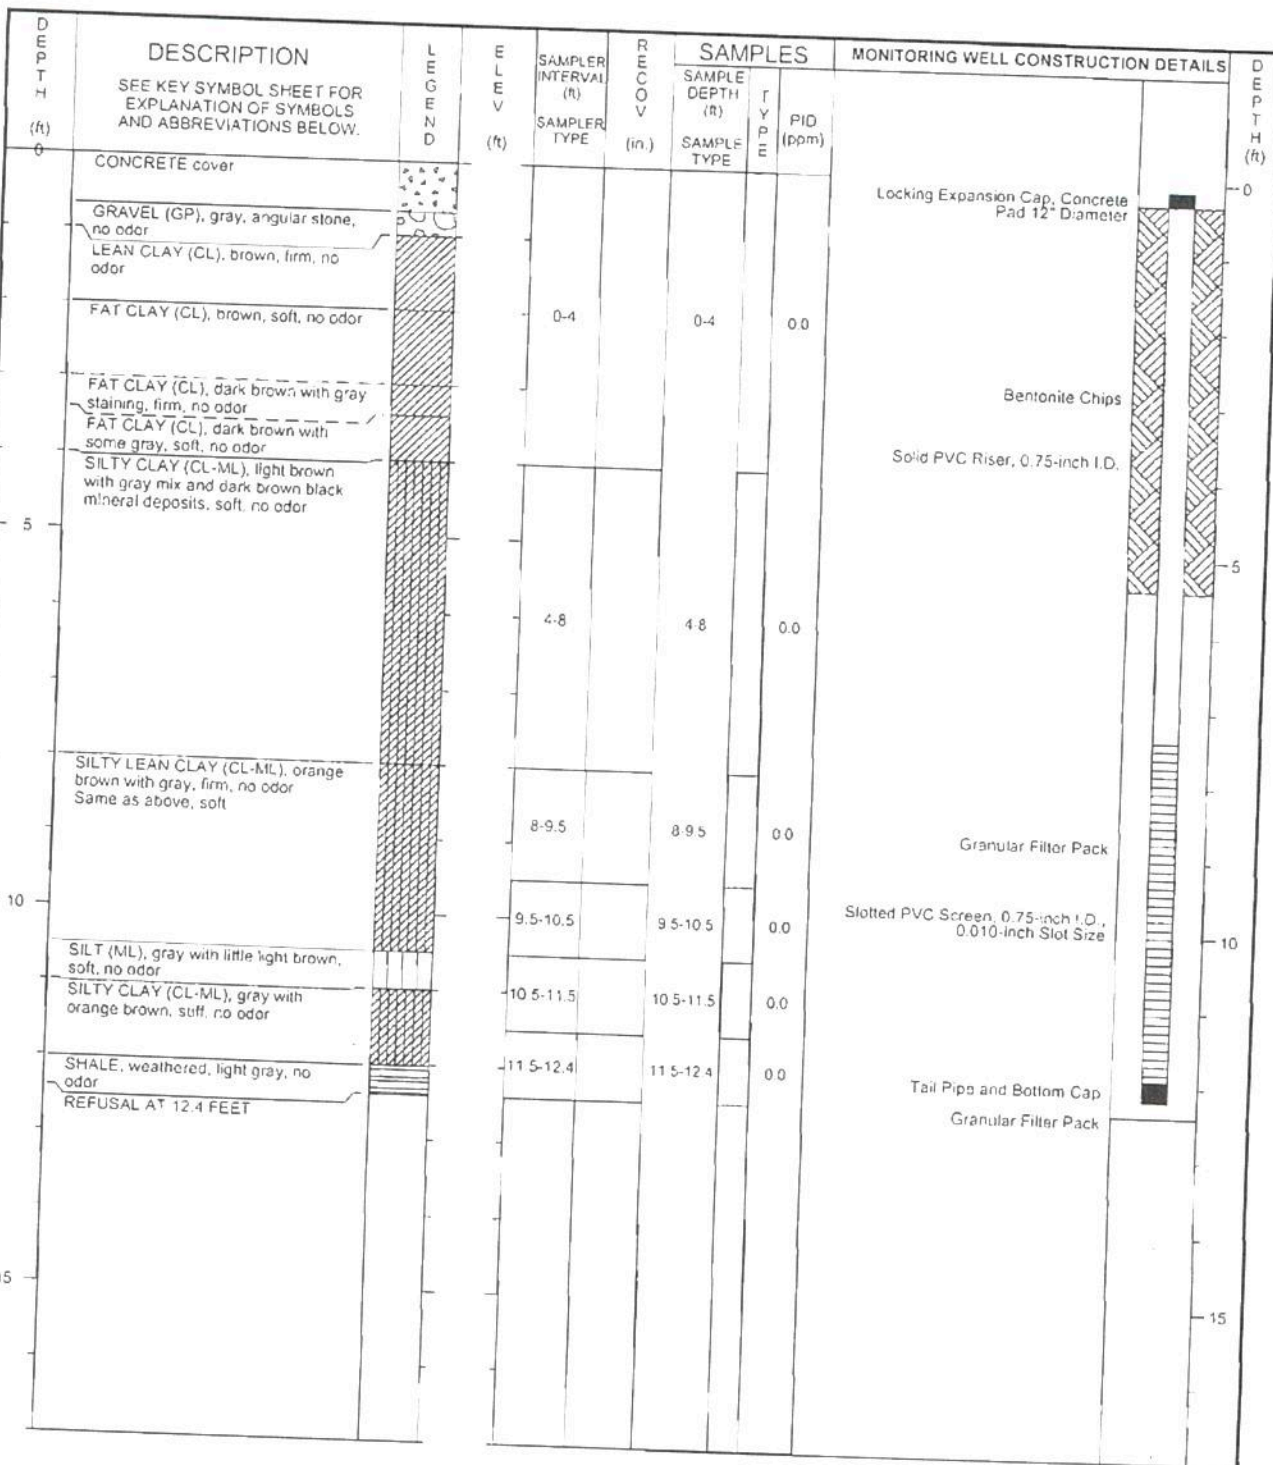 DEPTH
(ft)
DESCRIPTION
SEE KEY SYMBOL SHEET FOR
EXPLANATION OF SYMBOLS
AND ABBREVIATIONS BELOW.
LEGEND
ELEV
(ft)
SAMPLER
INTERVAL
(ft)
SAMPLER
TYPE
RECOV
(in.)
SAMPLES
SAMPLE
DEPTH
(ft)
SAMPLE
TYPE
TYPE
PID
(ppm)
MONITORING WELL CONSTRUCTION DETAILS
DEPTH
(ft)
0
CONCRETE cover
GRAVEL (GP), gray, angular stone,
no odor
LEAN CLAY (CL), brown, firm, no
odor
FAT CLAY (CL), brown, soft, no odor
FAT CLAY (CL), dark brown with gray
staining, firm, no odor
FAT CLAY (CL), dark brown with
some gray, soft, no odor
SILTY CLAY (CL-ML), light brown
with gray mix and dark brown black
mineral deposits, soft, no odor
5
SILTY LEAN CLAY (CL-ML), orange
brown with gray, firm, no odor
Same as above, soft
10
SILT (ML), gray with little light brown,
soft, no odor
SILTY CLAY (CL-ML), gray with
orange brown, stiff, no odor
SHALE, weathered, light gray, no
odor
REFUSAL AT 12.4 FEET
15
0-4
0-4
0.0
4-8
4-8
0.0
8-9.5
8-9.5
0.0
9.5-10.5
9.5-10.5
0.0
10.5-11.5
10.5-11.5
0.0
11.5-12.4
11.5-12.4
0.0
Locking Expansion Cap, Concrete
Pad 12" Diameter
Bentonite Chips
Solid PVC Riser, 0.75-inch I.D.
Granular Filter Pack
Slotted PVC Screen, 0.75-inch I.D.,
0.010-inch Slot Size
Tail Pipe and Bottom Cap
Granular Filter Pack
0
5
10
15